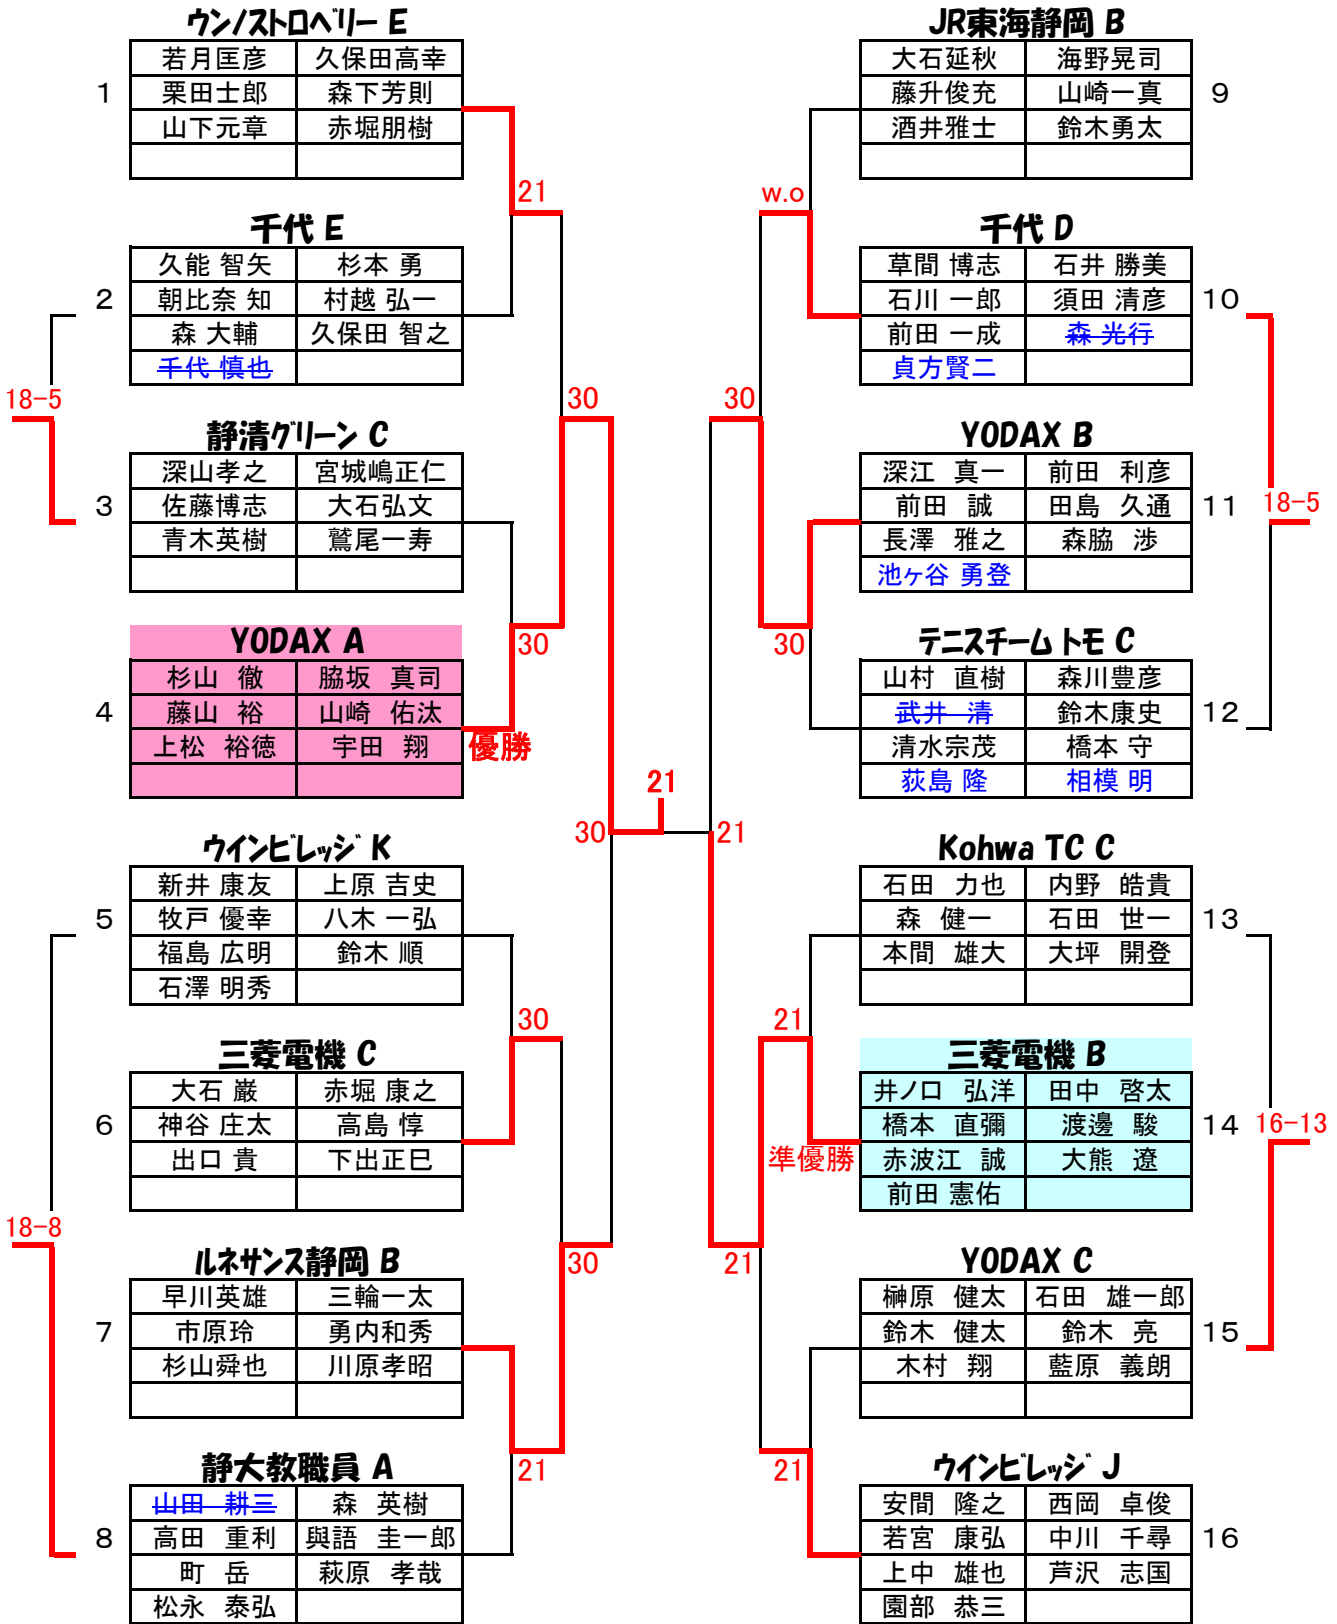 ウンノストロベリー E
1
若月匡彦 久保田高幸
栗田士郎 森下芳則
山下元章 赤堀朋樹
21
千代 E
2
久能 智矢 杉本 勇
朝比奈 知 村越 弘一
森 大輔 久保田 智之
千代 慎也
18-5
30
静清グリーン C
3
深山孝之 宮城嶋正仁
佐藤博志 大石弘文
青木英樹 鷲尾一寿
30
YODAX A
4
杉山 徹 脇坂 真司
藤山 裕 山崎 佑汰
上松 裕徳 宇田 翔
優勝
21
30
21
ウインビレッジ K
5
新井 康友 上原 吉史
牧戸 優幸 八木 一弘
福島 広明 鈴木 順
石澤 明秀
30
三菱電機 C
6
大石 巌 赤堀 康之
神谷 庄太 高島 惇
出口 貴 下出正巳
18-8
30
ルネサンス静岡 B
7
早川英雄 三輪一太
市原玲 勇内和秀
杉山舜也 川原孝昭
21
静大教職員 A
8
山田 耕三 森 英樹
高田 重利 與語 圭一郎
町 岳 萩原 孝哉
松永 泰弘
JR東海静岡 B
9
大石延秋 海野晃司
藤升俊充 山崎一真
酒井雅士 鈴木勇太
w.o
千代 D
10
草間 博志 石井 勝美
石川 一郎 須田 清彦
前田 一成 森 光行
貞方賢二
30
YODAX B
11
深江 真一 前田 利彦
前田 誠 田島 久通
長澤 雅之 森脇 渉
池ヶ谷 勇登
18-5
30
テニスチームトモ C
12
山村 直樹 森川豊彦
武井 清 鈴木康史
清水宗茂 橋本 守
荻島 隆 相模 明
Kohwa TC C
13
石田 力也 内野 皓貴
森 健一 石田 世一
本間 雄大 大坪 開登
21
三菱電機 B
14
井ノ口 弘洋 田中 啓太
橋本 直彌 渡邊 駿
赤波江 誠 大熊 遼
前田 憲佑
準優勝
16-13
21
YODAX C
15
榊原 健太 石田 雄一郎
鈴木 健太 鈴木 亮
木村 翔 藍原 義朗
21
ウインビレッジ J
16
安間 隆之 西岡 卓俊
若宮 康弘 中川 千尋
上中 雄也 芦沢 志国
園部 恭三